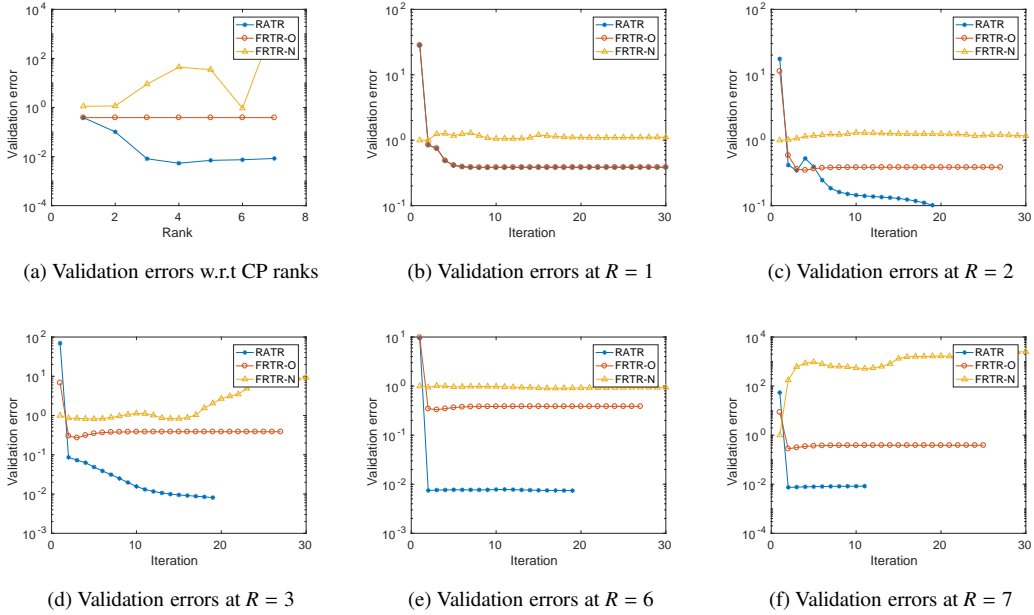 10^6
10^4
10^2
10^0
10^-2
10^-4
Validation error
0 2 4 6 8
Rank
RATR
FRTR-O
FRTR-N
(a) Validation errors w.r.t CP ranks
10^2
10^1
10^0
10^-1
Validation error
0 10 20 30
Iteration
RATR
FRTR-O
FRTR-N
(b) Validation errors at R = 1
10^2
10^1
10^0
10^-1
Validation error
0 10 20 30
Iteration
RATR
FRTR-O
FRTR-N
(c) Validation errors at R = 2
10^2
10^1
10^0
10^-1
10^-2
10^-3
Validation error
0 10 20 30
Iteration
RATR
FRTR-O
FRTR-N
(d) Validation errors at R = 3
10^1
10^0
10^-1
10^-2
10^-3
Validation error
0 10 20 30
Iteration
RATR
FRTR-O
FRTR-N
(e) Validation errors at R = 6
10^4
10^2
10^0
10^-2
10^-4
Validation error
0 10 20 30
Iteration
RATR
FRTR-O
FRTR-N
(f) Validation errors at R = 7